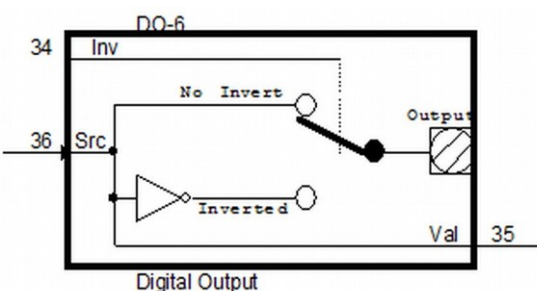 DO-6
34 Inv
No Invert
Output
36 Src
Inverted
Val 35
Digital Output